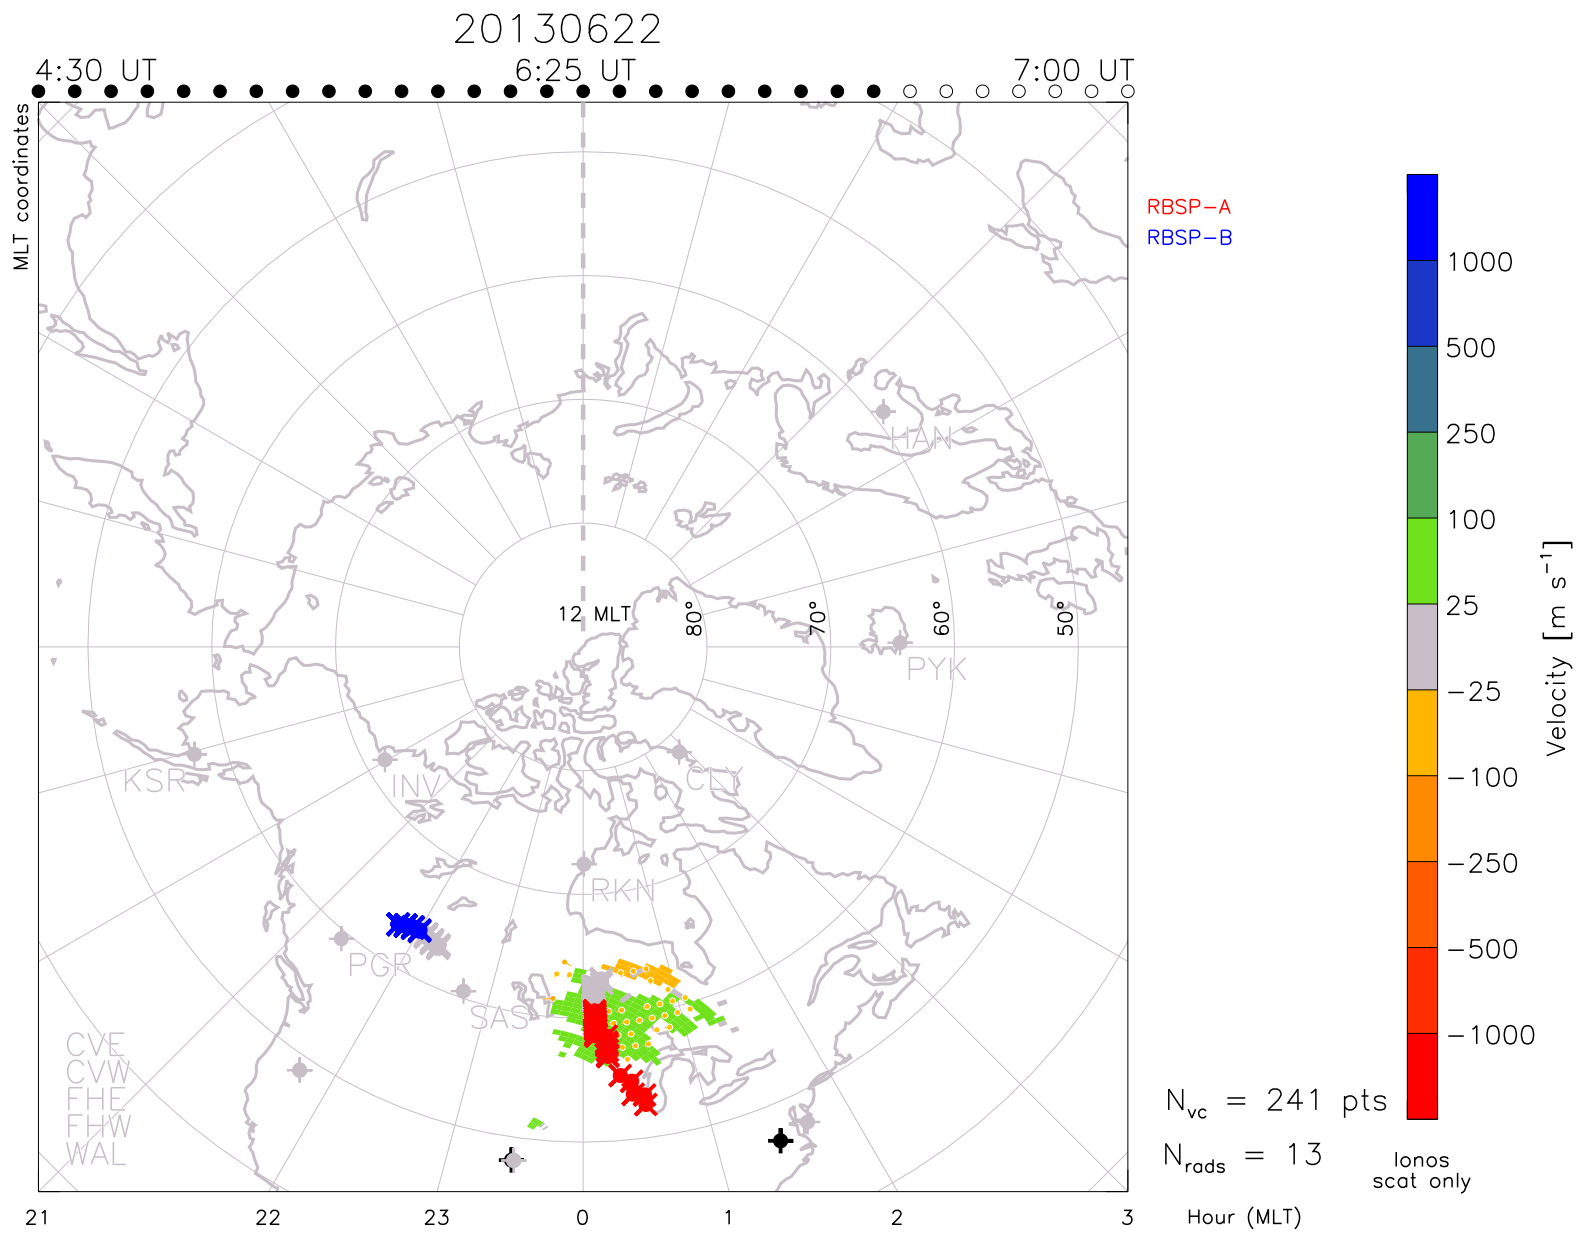 20130622
4:30 UT 6:25 UT 7:00 UT
MLT coordinates
RBSP-A
RBSP-B
1000
500
250
100
25
-25
-100
-250
-500
-1000
Velocity [m s⁻¹]
HAN
12 MLT 80° 70° 60° 50°
PYK
KSR INV CLY
RKN
PGR
SAS
CVE
CVW
FHE
FHW
WAL
Nvc = 241 pts
Nrads = 13
Ionos
scat only
21 22 23 0 1 2 3 Hour (MLT)